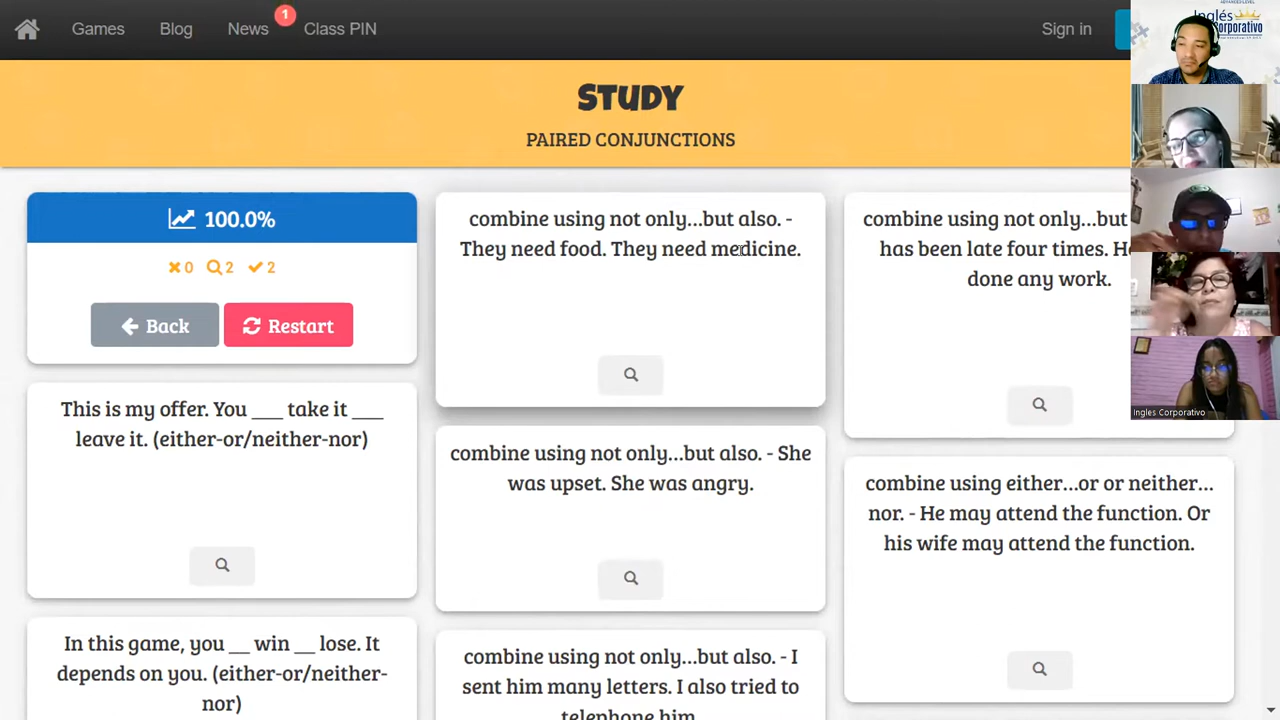 Games
Blog
News
1
Class PIN
Sign in
ADVANCED LEVEL
Inglés
Corporativo
STUDY
PAIRED CONJUNCTIONS
100.0%
0
2
2
Back
Restart
This is my offer. You ___ take it ___
leave it. (either-or/neither-nor)
In this game, you __ win __ lose. It
depends on you. (either-or/neither-
nor)
combine using not only...but also. -
They need food. They need medicine.
combine using not only...but also. - She
was upset. She was angry.
combine using not only...but also. - I
sent him many letters. I also tried to
telephone him.
combine using not only...but
has been late four times. H
done any work.
combine using either...or or neither...
nor. - He may attend the function. Or
his wife may attend the function.
Ingles Corporativo